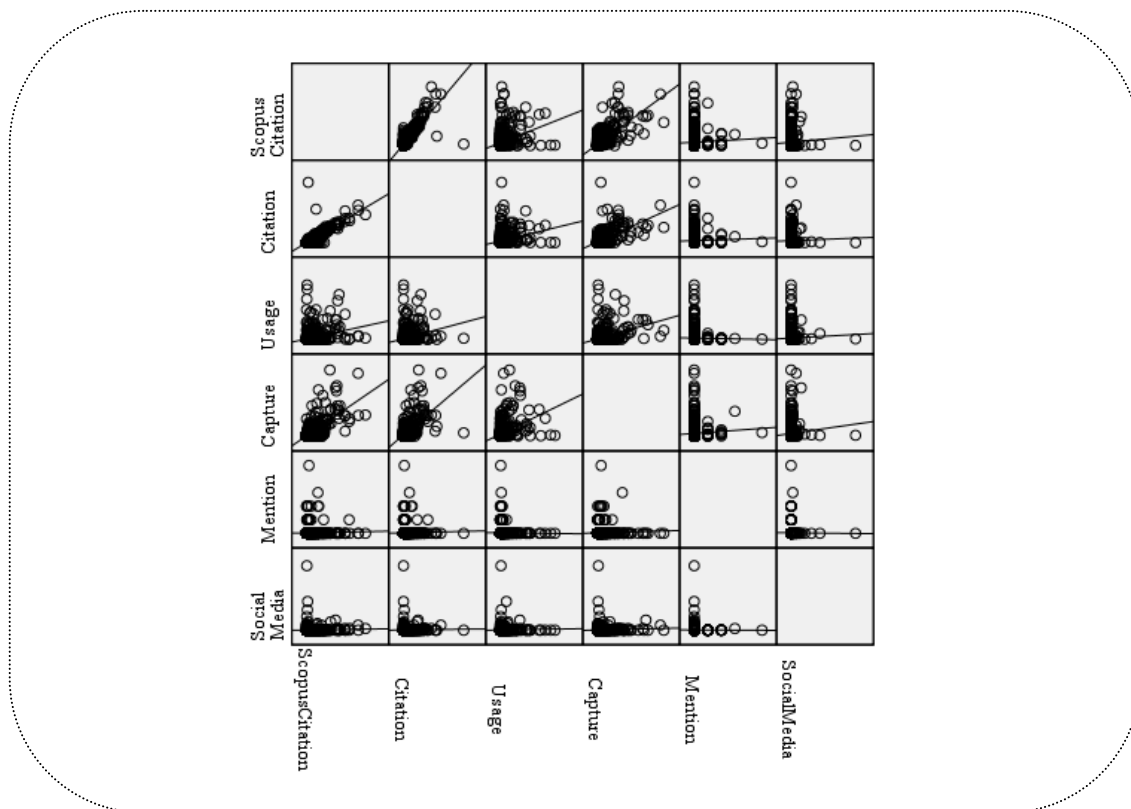 Scopus
Citation
Citation
Usage
Capture
Mention
Social
Media
ScopusCitation
Citation
Usage
Capture
Mention
SocialMedia